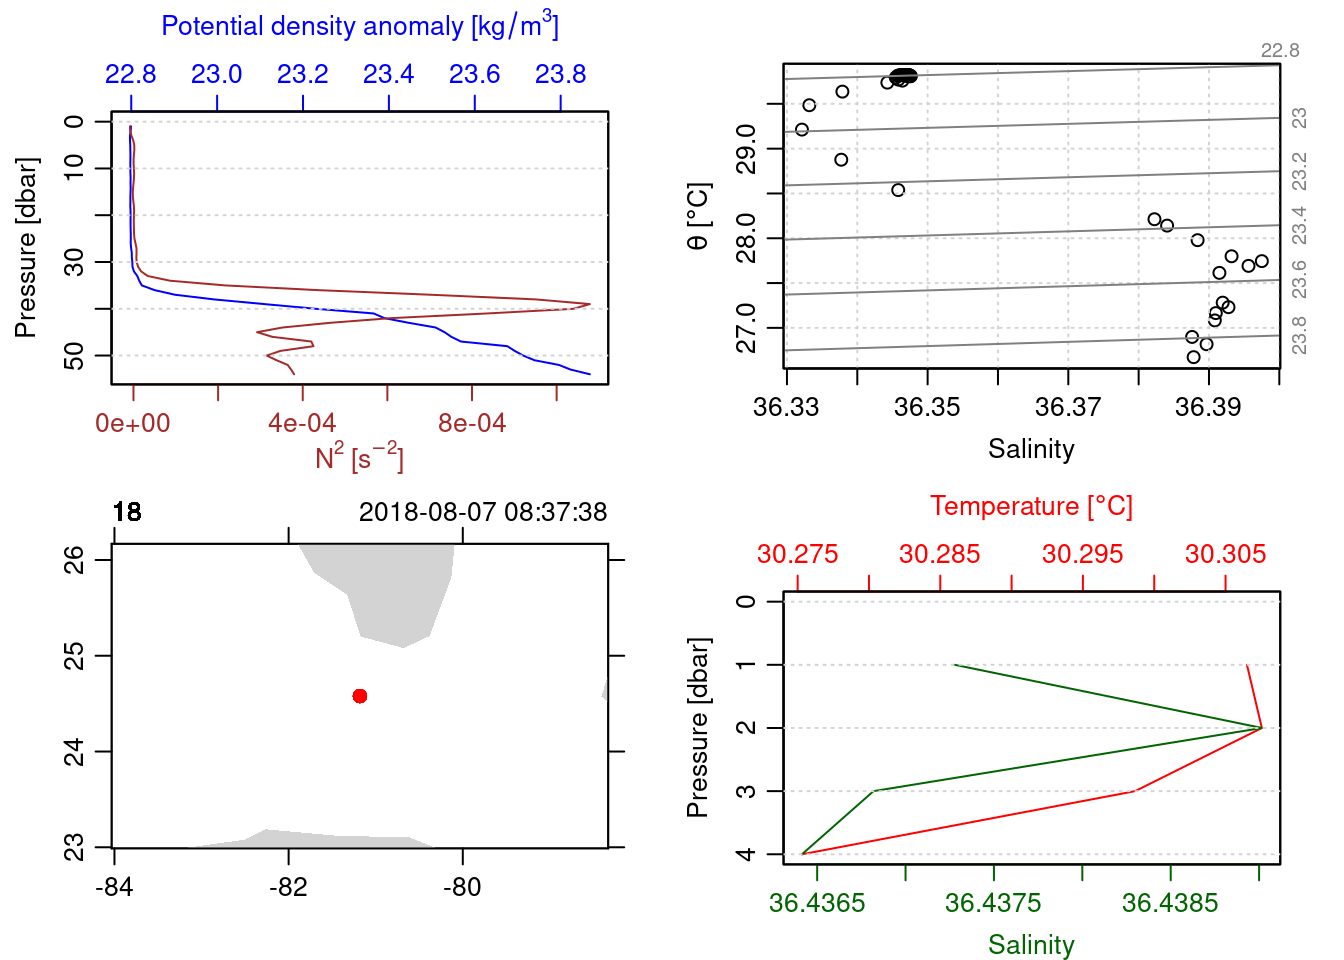 Potential density anomaly [kg/m³]
22.8 23.0 23.2 23.4 23.6 23.8
Pressure [dbar]
0 10 30 50
0e+00 4e-04 8e-04
N² [s⁻²]
22.8
23 23.2 23.4 23.6 23.8
θ [°C]
29.0 28.0 27.0
36.33 36.35 36.37 36.39
Salinity
18 2018-08-07 08:37:38
26 25 24 23
-84 -82 -80
Temperature [°C]
30.275 30.285 30.295 30.305
Pressure [dbar]
0 1 2 3 4
36.4365 36.4375 36.4385
Salinity